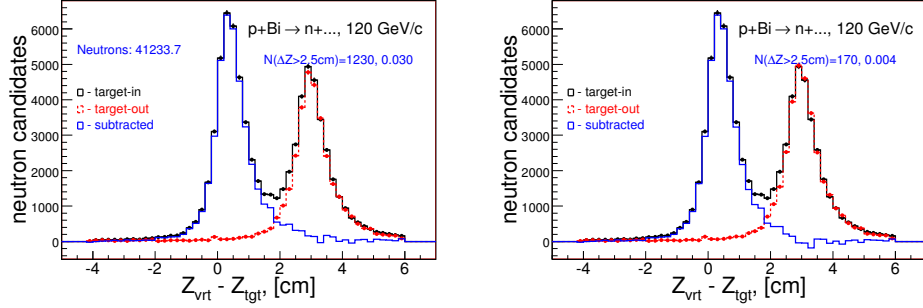 p+Bi → n+..., 120 GeV/c
Neutrons: 41233.7
N(ΔZ>2.5cm)=1230, 0.030
- target-in
- target-out
- subtracted
neutron candidates
6000
5000
4000
3000
2000
1000
0
-4 -2 0 2 4 6
Z_vrt - Z_tgt, [cm]
p+Bi → n+..., 120 GeV/c
N(ΔZ>2.5cm)=170, 0.004
- target-in
- target-out
- subtracted
neutron candidates
6000
5000
4000
3000
2000
1000
0
-4 -2 0 2 4 6
Z_vrt - Z_tgt, [cm]